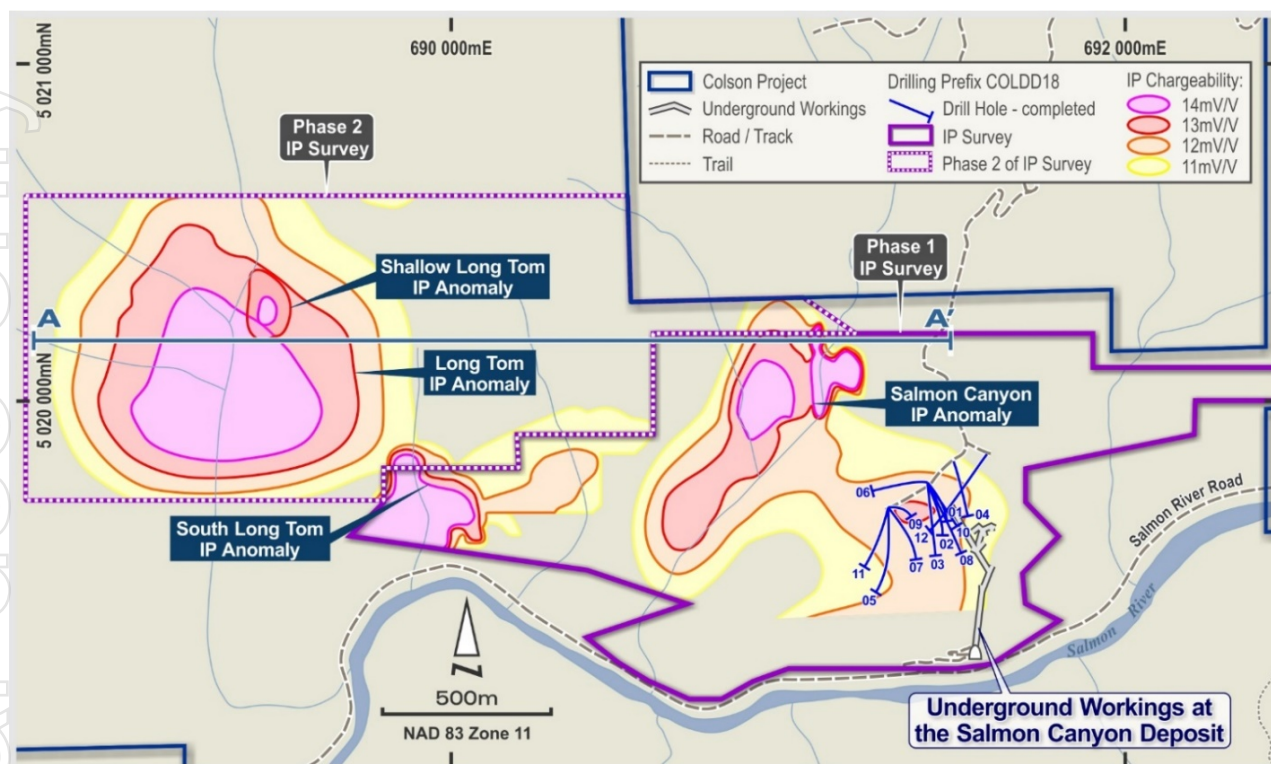 690 000mE
692 000mE
5 021 000mN
5 020 000mN
Colson Project
Underground Workings
Road / Track
Trail
Drilling Prefix COLDD18
Drill Hole - completed
IP Survey
Phase 2 of IP Survey
IP Chargeability:
14mV/V
13mV/V
12mV/V
11mV/V
Phase 2
IP Survey
Phase 1
IP Survey
Shallow Long Tom
IP Anomaly
A
A
Long Tom
IP Anomaly
Salmon Canyon
IP Anomaly
South Long Tom
IP Anomaly
06
09
01
04
12
10
02
11
07
03
08
05
Salmon River Road
Salmon River
N
500m
NAD 83 Zone 11
Underground Workings at
the Salmon Canyon Deposit